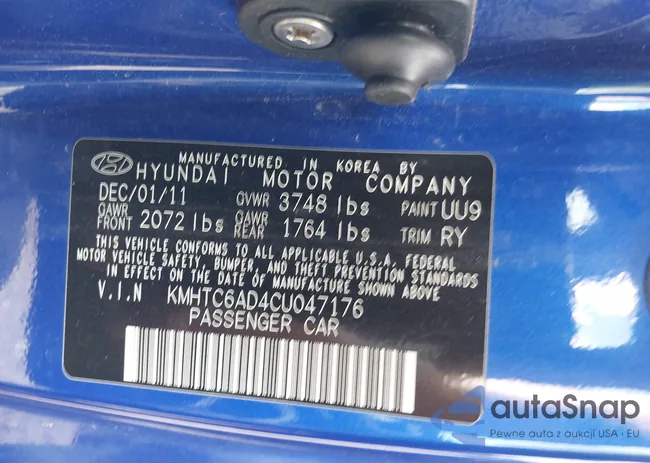 MANUFACTURED IN KOREA BY
HYUNDAI MOTOR COMPANY
DEC/01/11 GVWR 3748 lbs PAINT UU9
GAWR FRONT 2072 lbs GAWR REAR 1764 lbs TRIM RY
THIS VEHICLE CONFORMS TO ALL APPLICABLE U.S.A. FEDERAL
MOTOR VEHICLE SAFETY, BUMPER, AND THEFT PREVENTION STANDARDS
IN EFFECT ON THE DATE OF MANUFACTURE SHOWN ABOVE.
V.I.N KMHTC6AD4CU047176
PASSENGER CAR
autaSnap
Pewne auta z aukcji USA i EU